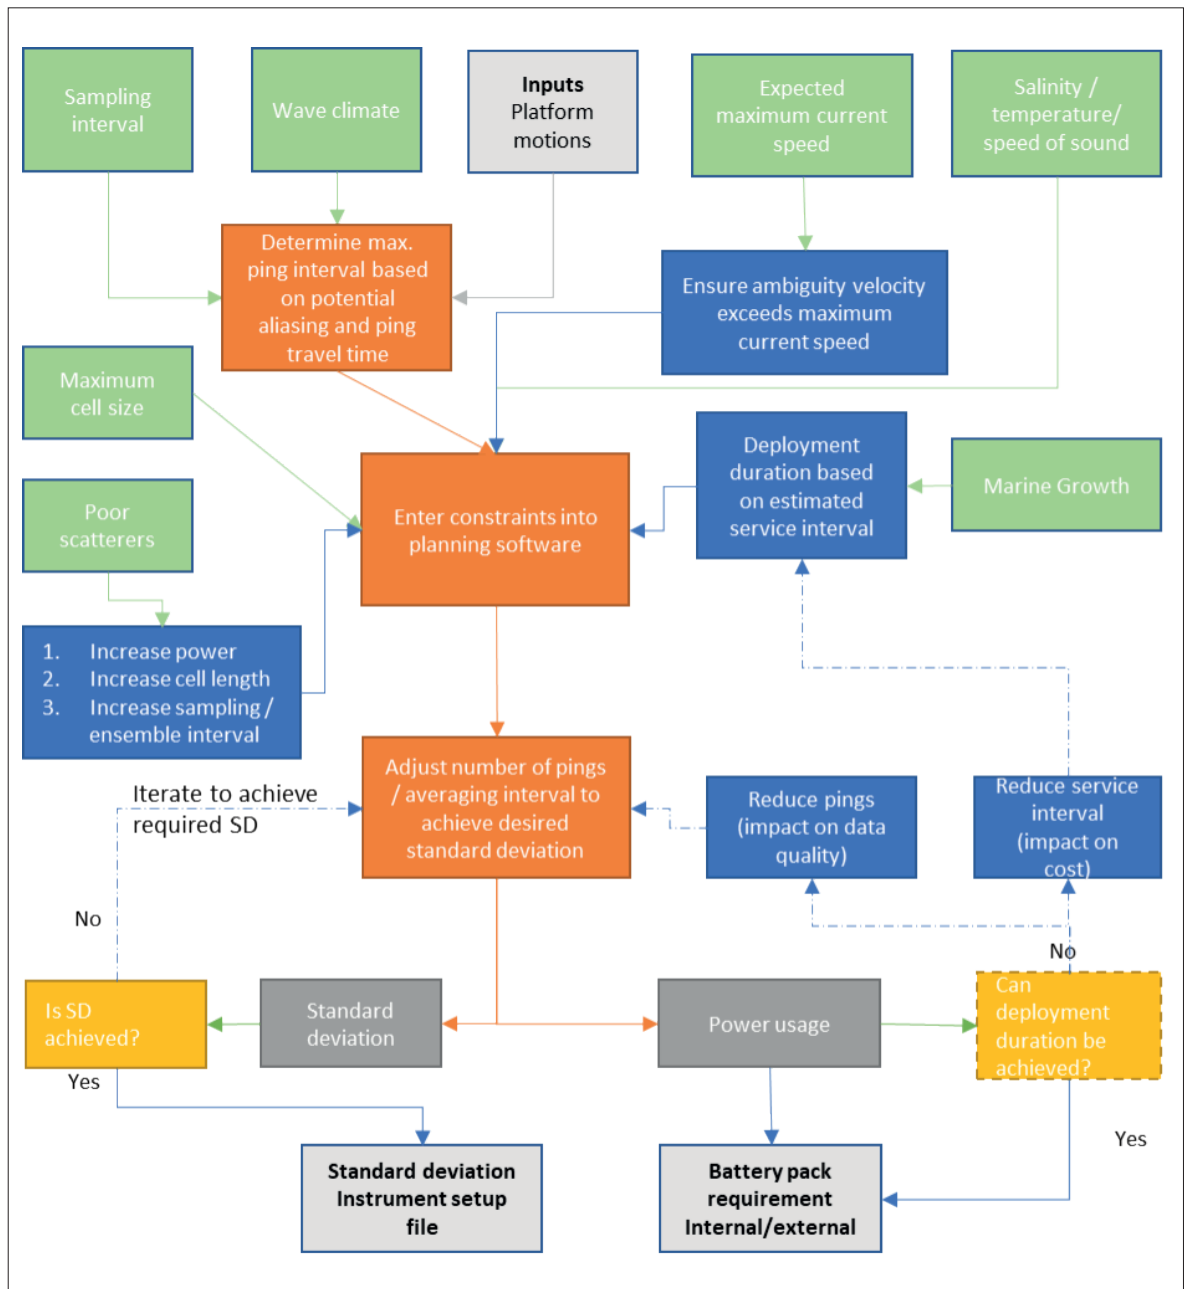 Sampling
interval
Wave climate
Inputs
Platform
motions
Expected
maximum current
speed
Salinity /
temperature/
speed of sound
Determine max.
ping interval based
on potential
aliasing and ping
travel time
Ensure ambiguity velocity
exceeds maximum
current speed
Maximum
cell size
Deployment
duration based
on estimated
service interval
Marine Growth
Poor
scatterers
Enter constraints into
planning software
1. Increase power
2. Increase cell length
3. Increase sampling /
ensemble interval
Iterate to achieve
required SD
Adjust number of pings
/ averaging interval to
achieve desired
standard deviation
Reduce pings
(impact on data
quality)
Reduce service
interval
(impact on
cost)
No
No
Is SD
achieved?
Standard
deviation
Power usage
Can
deployment
duration be
achieved?
Yes
Yes
Standard deviation
Instrument setup
file
Battery pack
requirement
Internal/external